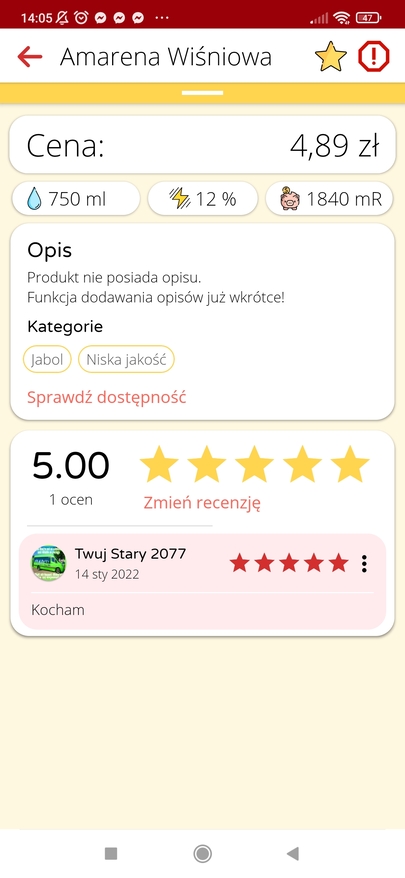 14:05
47
Amarena Wiśniowa
Cena: 4,89 zł
750 ml
12 %
1840 mR
Opis
Produkt nie posiada opisu.
Funkcja dodawania opisów już wkrótce!
Kategorie
Jabol
Niska jakość
Sprawdź dostępność
5.00
1 ocen
Zmień recenzję
Twuj Stary 2077
14 sty 2022
Kocham